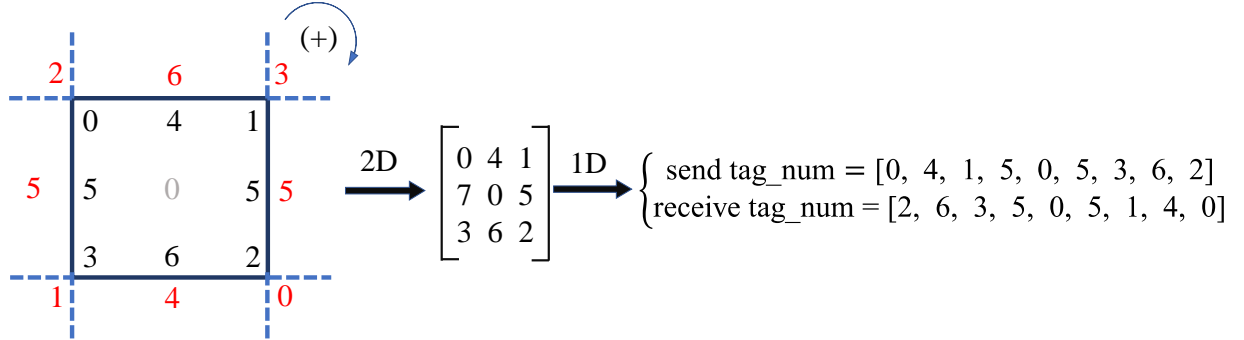 (+)
2 6 3
0 4 1
5 5 0 5 5
3 6 2
1 4 0
2D
0 4 1
7 0 5
3 6 2
1D
send tag_num = [0, 4, 1, 5, 0, 5, 3, 6, 2]
receive tag_num = [2, 6, 3, 5, 0, 5, 1, 4, 0]